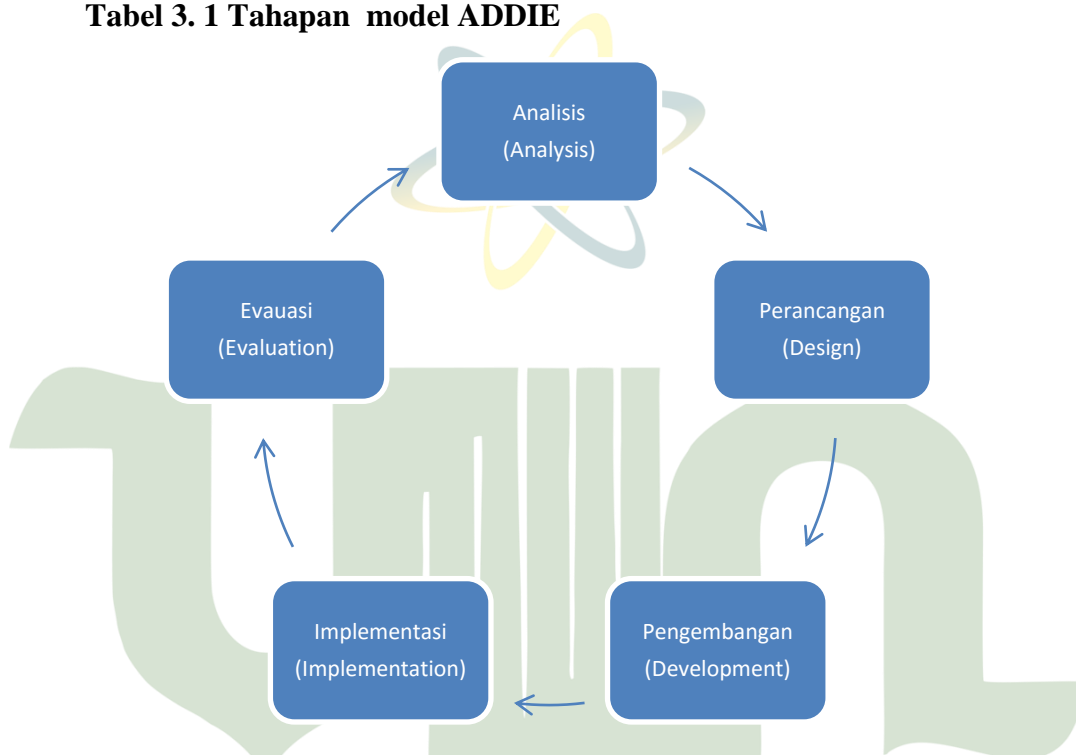 Tabel 3. 1 Tahapan  model ADDIE
Analisis
(Analysis)
Perancangan
(Design)
Pengembangan
(Development)
Implementasi
(Implementation)
Evauasi
(Evaluation)